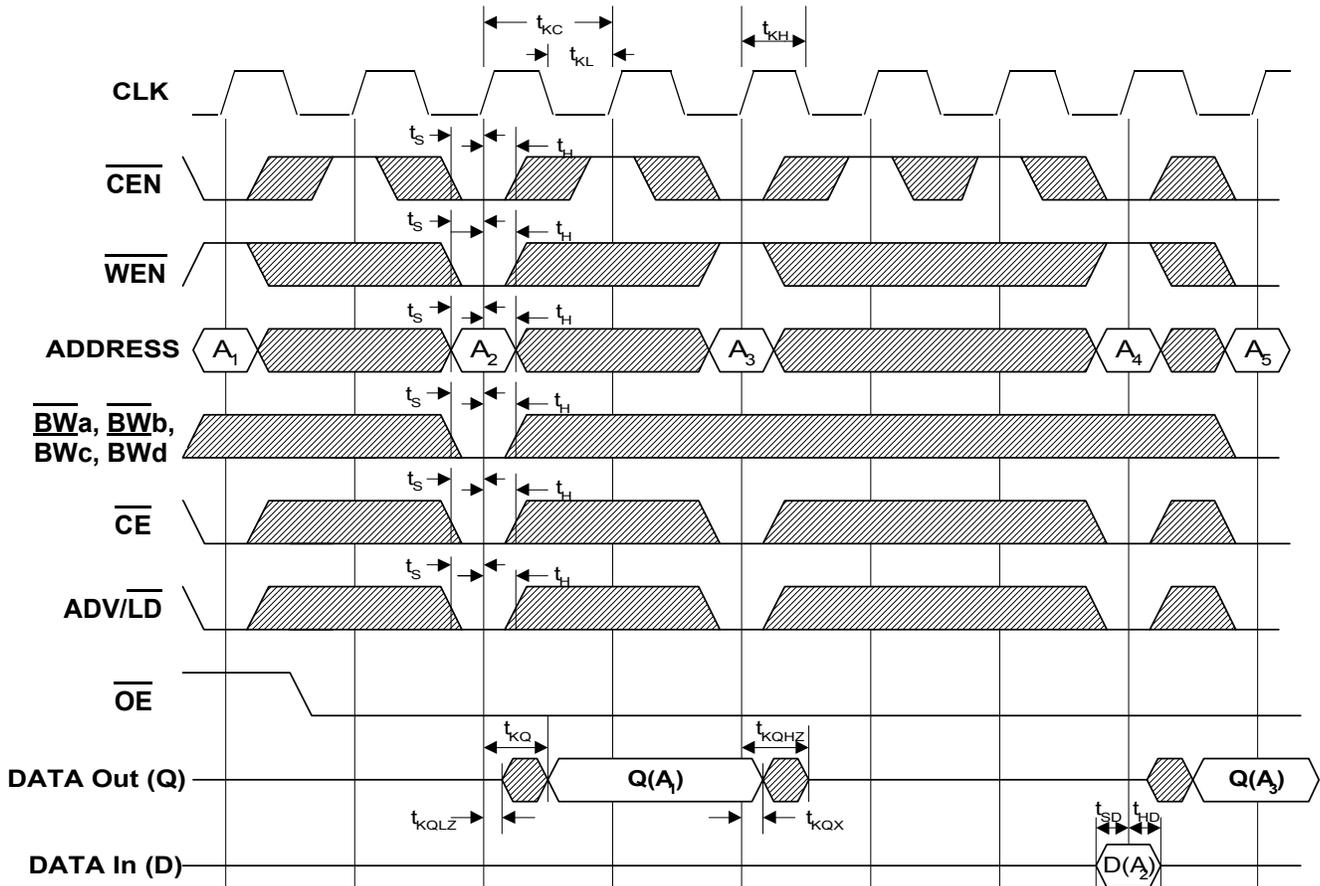 tKC
tKH
tKL
CLK
tS
tH
CEN
tS
tH
WEN
tS
tH
ADDRESS
A1
A2
A3
A4
A5
tS
tH
BWa, BWb,
BWc, BWd
tS
tH
CE
tS
tH
ADV/LD
OE
tKQ
tKQHZ
DATA Out (Q)
Q(A1)
Q(A3)
tKQLZ
tKQX
tSD
tHD
DATA In (D)
D(A2)